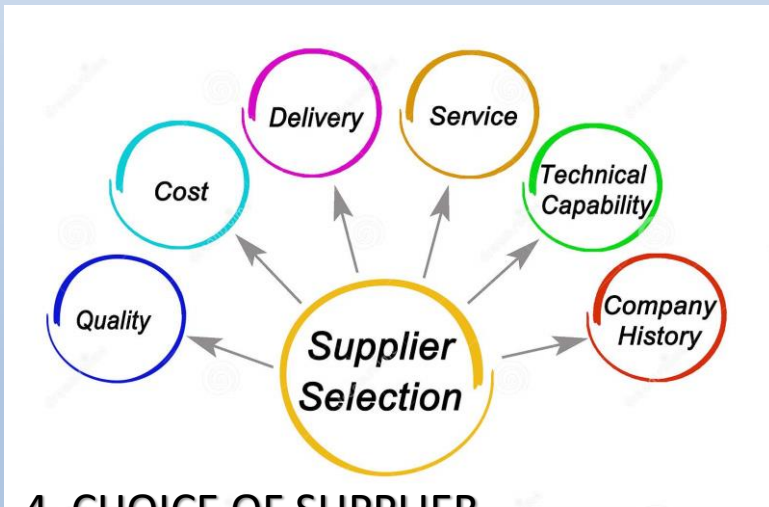 Delivery
Service
Cost
Technical
Capability
Quality
Company
History
Supplier
Selection
4. CHOICE OF SUPPLIER